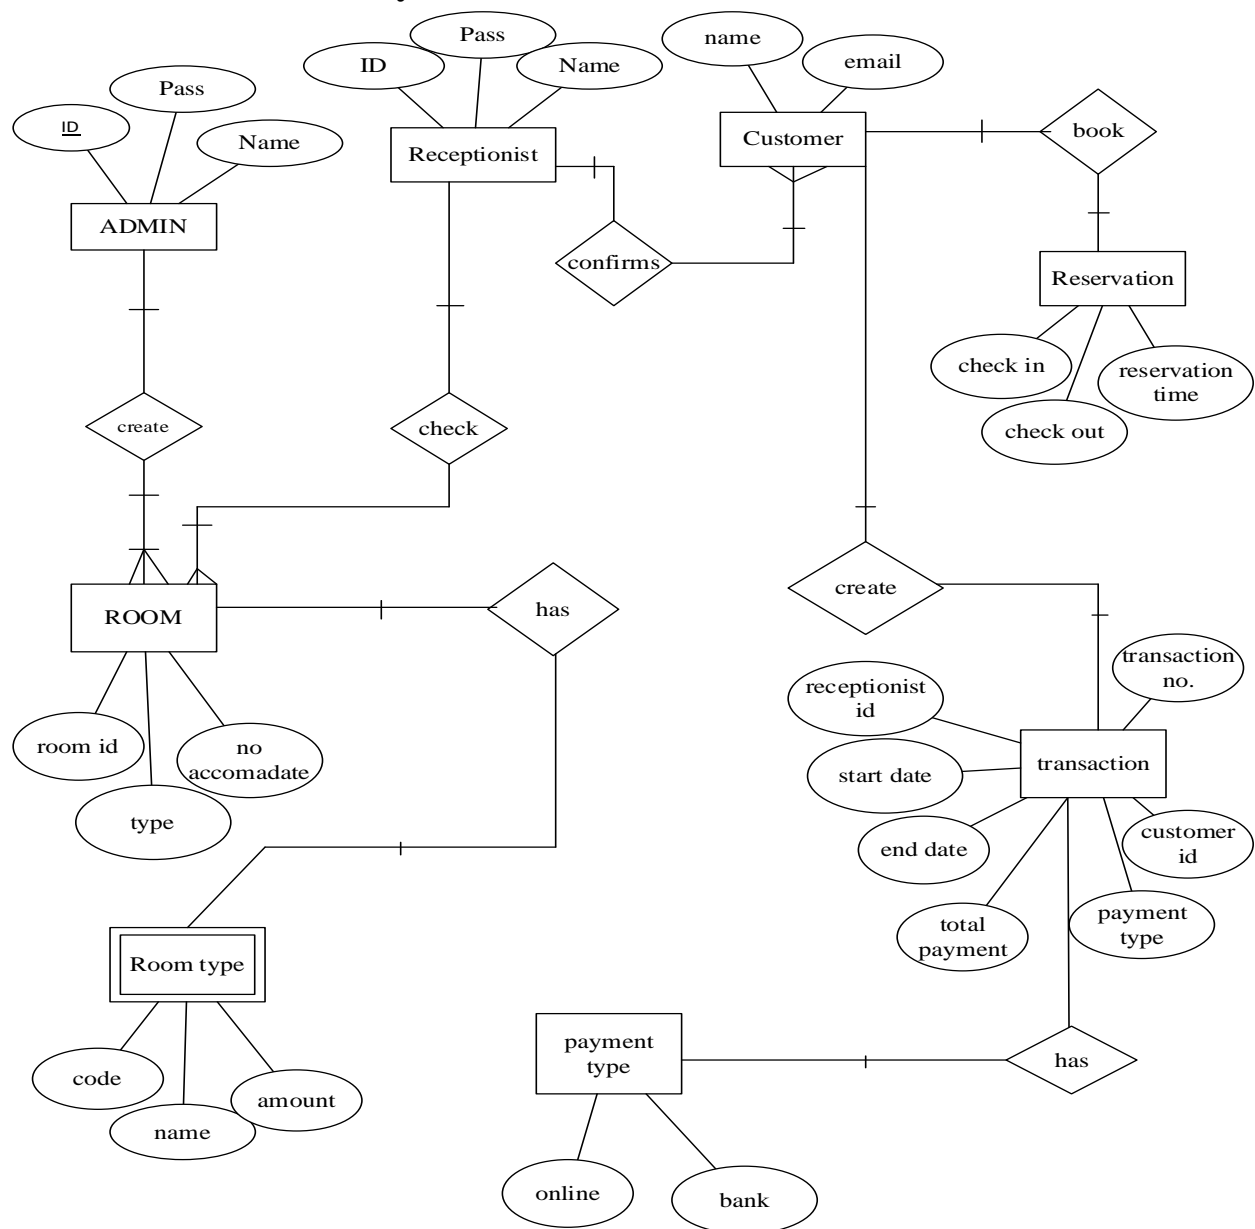 Pass
ID
Name
name
email
Pass
ID
Name
Receptionist
Customer
book
ADMIN
confirms
Reservation
check in
reservation
time
check out
create
check
ROOM
has
create
room id
no
accomadate
type
receptionist
id
transaction
no.
start date
transaction
end date
customer
id
total
payment
payment
type
Room type
code
name
amount
payment
type
has
online
bank